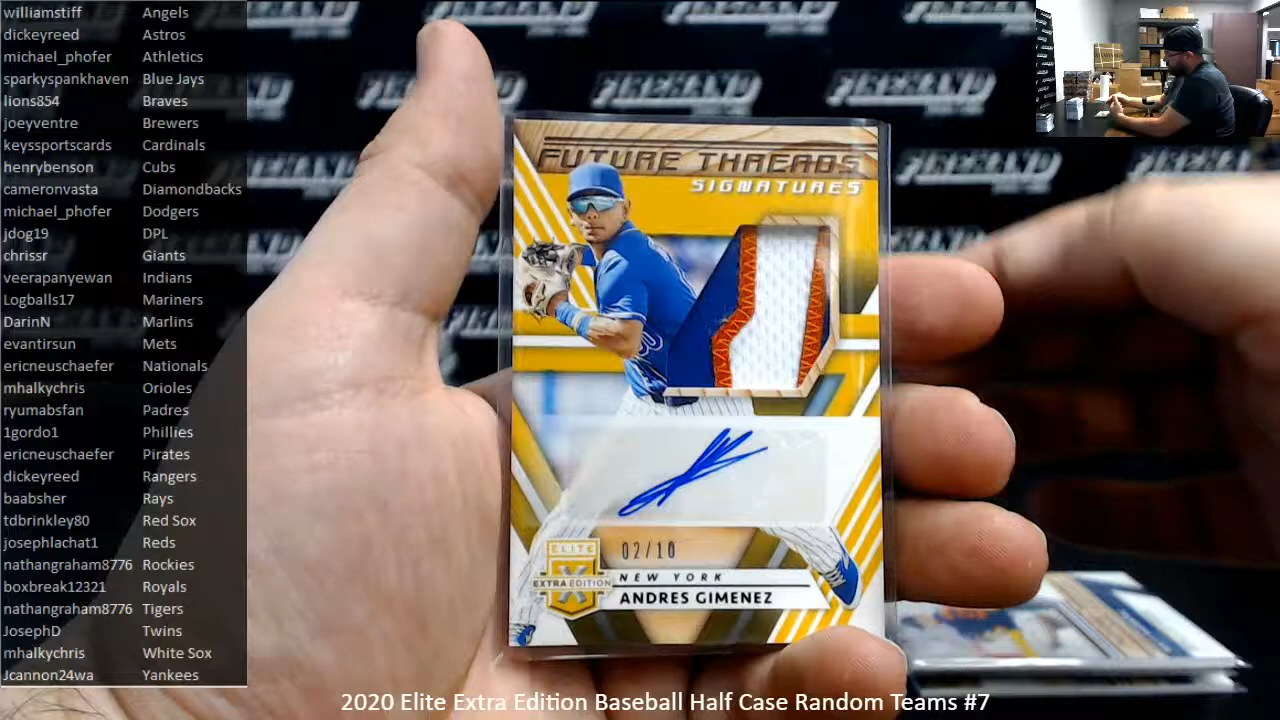 williamstiff Angels
dickeyreed Astros
michael_phofer Athletics
sparkyspankhaven Blue Jays
lions854 Braves
joeyventre Brewers
keyssportscards Cardinals
henrybenson Cubs
cameronvasta Diamondbacks
michael_phofer Dodgers
jdog19 DPL
chrissr Giants
veerapanyewan Indians
Logballs17 Mariners
DarinN Marlins
evantirsun Mets
ericneuschaefer Nationals
mhalkychris Orioles
ryumabsfan Padres
1gordo1 Phillies
ericneuschaefer Pirates
dickeyreed Rangers
baabsher Rays
tdbrinkley80 Red Sox
josephlachat1 Reds
nathangraham8776 Rockies
boxbreak12321 Royals
nathangraham8776 Tigers
JosephD Twins
mhalkychris White Sox
Jcannon24wa Yankees
FIREHAND
FUTURE THREADS
SIGNATURES
02/10
ELITE
EXTRA EDITION
NEW YORK
ANDRES GIMENEZ
2020 Elite Extra Edition Baseball Half Case Random Teams #7